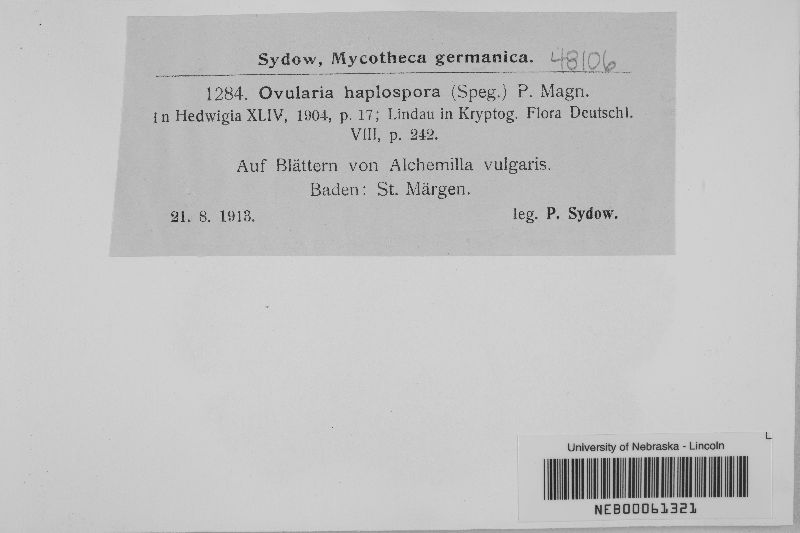 Sydow, Mycotheca germanica. 48106
1284. Ovularia haplospora (Speg.) P. Magn.
in Hedwigia XLIV, 1904, p. 17; Lindau in Kryptog. Flora Deutschl.
VIII, p. 242.
Auf Blättern von Alchemilla vulgaris.
Baden: St. Märgen.
21. 8. 1913. leg. P. Sydow.
L
University of Nebraska - Lincoln
NEB00061321